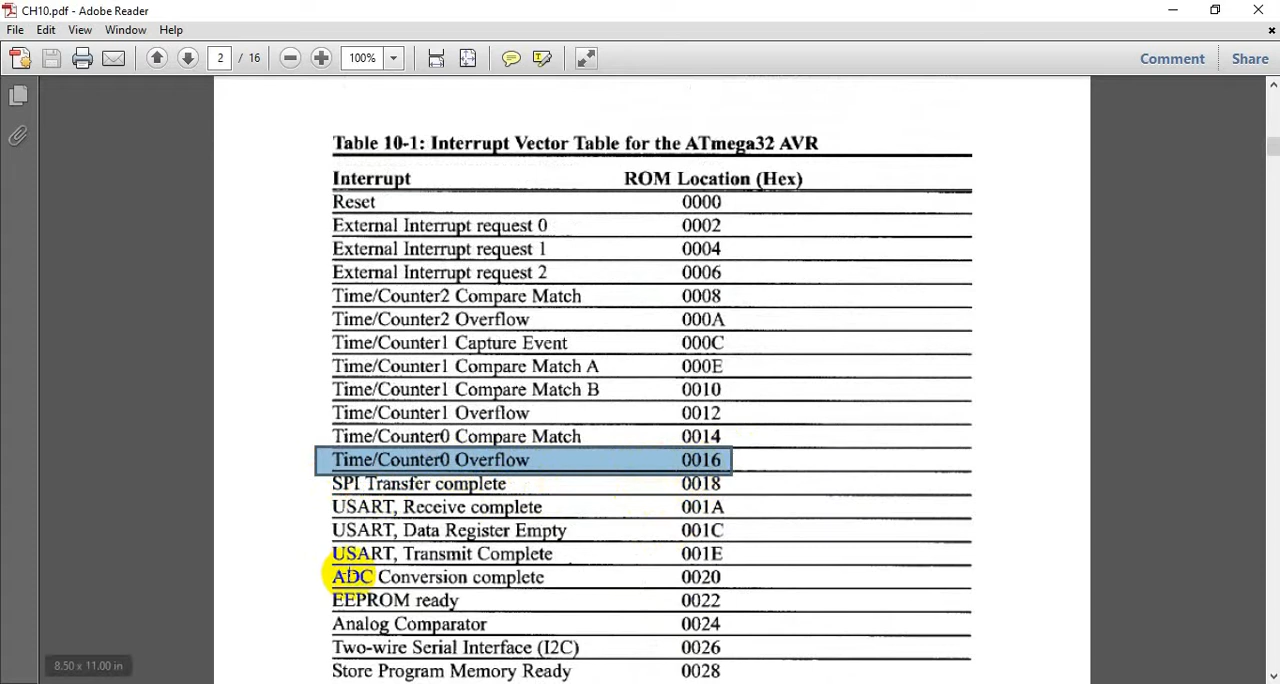 CH10.pdf - Adobe Reader
File Edit View Window Help
2 / 16 100% Comment Share
Table 10-1: Interrupt Vector Table for the ATmega32 AVR
Interrupt ROM Location (Hex)
Reset 0000
External Interrupt request 0 0002
External Interrupt request 1 0004
External Interrupt request 2 0006
Time/Counter2 Compare Match 0008
Time/Counter2 Overflow 000A
Time/Counter1 Capture Event 000C
Time/Counter1 Compare Match A 000E
Time/Counter1 Compare Match B 0010
Time/Counter1 Overflow 0012
Time/Counter0 Compare Match 0014
Time/Counter0 Overflow 0016
SPI Transfer complete 0018
USART, Receive complete 001A
USART, Data Register Empty 001C
USART, Transmit Complete 001E
ADC Conversion complete 0020
EEPROM ready 0022
Analog Comparator 0024
Two-wire Serial Interface (I2C) 0026
Store Program Memory Ready 0028
8.50 x 11.00 in